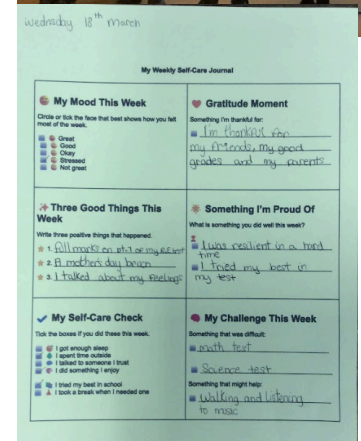 Wednesday 18th March
My Weekly Self-Care Journal
My Mood This Week
Circle or tick the face that best shows how you felt
most of the week.
Great
Good
Okay
Stressed
Not great
Gratitude Moment
Something I'm thankful for:
I'm thankful for
my friends, my good
grades and my parents
Three Good Things This
Week
Write three positive things that happened.
1. full marks on pt.1 of my RE test
2. A mother's day
3. I talked about my feelings
Something I'm Proud Of
What is something you did well this week?
I was resilient in a hard
time
I tried my best in
my test
My Self-Care Check
Tick the boxes if you did these this week.
I got enough sleep
I spent time outside
I talked to someone I trust
I did something I enjoy
I tried my best in school
I took a break when I needed one
My Challenge This Week
Something that was difficult:
math test
Science test
Something that might help:
Walking and listening
to music